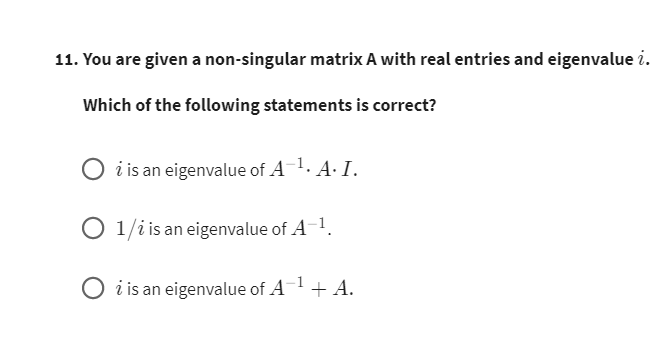 11. You are given a non-singular matrix A with real entries and eigenvalue i.
Which of the following statements is correct?
i is an eigenvalue of A⁻¹· A· I.
1/i is an eigenvalue of A⁻¹.
i is an eigenvalue of A⁻¹ + A.